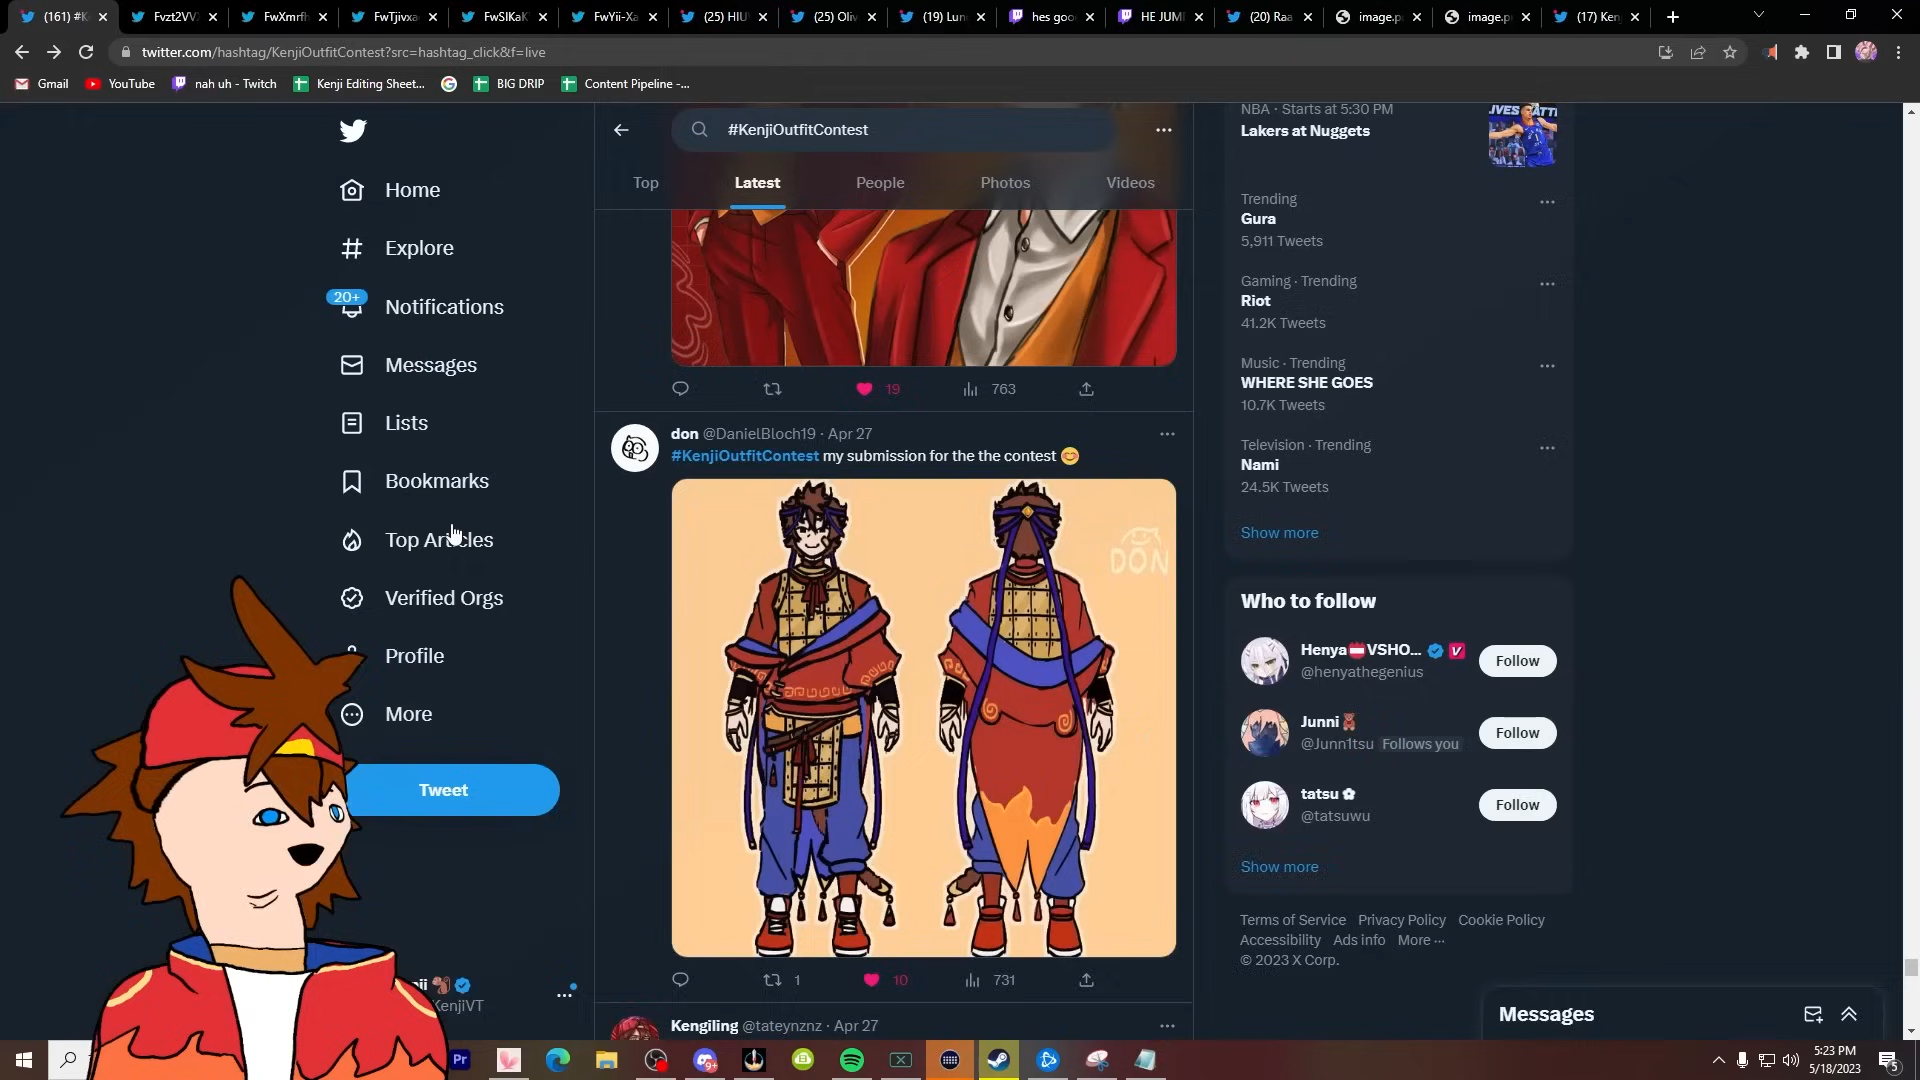 (161) #K
Fvzt2VV
FwXmrfh
FwTjivxa
FwSIKaK
FwYii-Xa
(25) HIU
(25) Oliv
(19) Lun
hes goo
HE JUM
(20) Raa
image.p
image.p
(17) Ken
twitter.com/hashtag/KenjiOutfitContest?src=hashtag_click&f=live
Gmail
YouTube
nah uh - Twitch
Kenji Editing Sheet...
BIG DRIP
Content Pipeline -...
Home
Explore
20+
Notifications
Messages
Lists
Bookmarks
Top Articles
Verified Orgs
Profile
More
Tweet
KenjiVT
#KenjiOutfitContest
Top
Latest
People
Photos
Videos
19
763
don @DanielBloch19 · Apr 27
#KenjiOutfitContest my submission for the the contest
DON
1
10
731
Kengiling @tateynznz · Apr 27
NBA · Starts at 5:30 PM
Lakers at Nuggets
Trending
Gura
5,911 Tweets
Gaming · Trending
Riot
41.2K Tweets
Music · Trending
WHERE SHE GOES
10.7K Tweets
Television · Trending
Nami
24.5K Tweets
Show more
Who to follow
Henya VSHO...
@henyathegenius
Follow
Junni
@Junn1tsu Follows you
Follow
tatsu
@tatsuwu
Follow
Show more
Terms of Service Privacy Policy Cookie Policy
Accessibility Ads info More ...
© 2023 X Corp.
Messages
Pr
9+
5:23 PM
5/18/2023
5